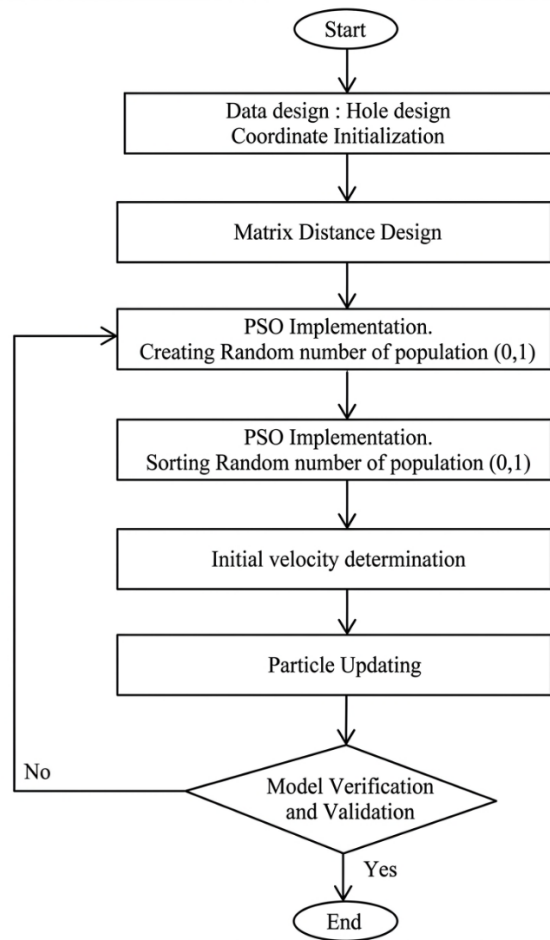 Start
Data design : Hole design
Coordinate Initialization
Matrix Distance Design
PSO Implementation.
Creating Random number of population (0,1)
PSO Implementation.
Sorting Random number of population (0,1)
Initial velocity determination
Particle Updating
No
Model Verification
and Validation
Yes
End